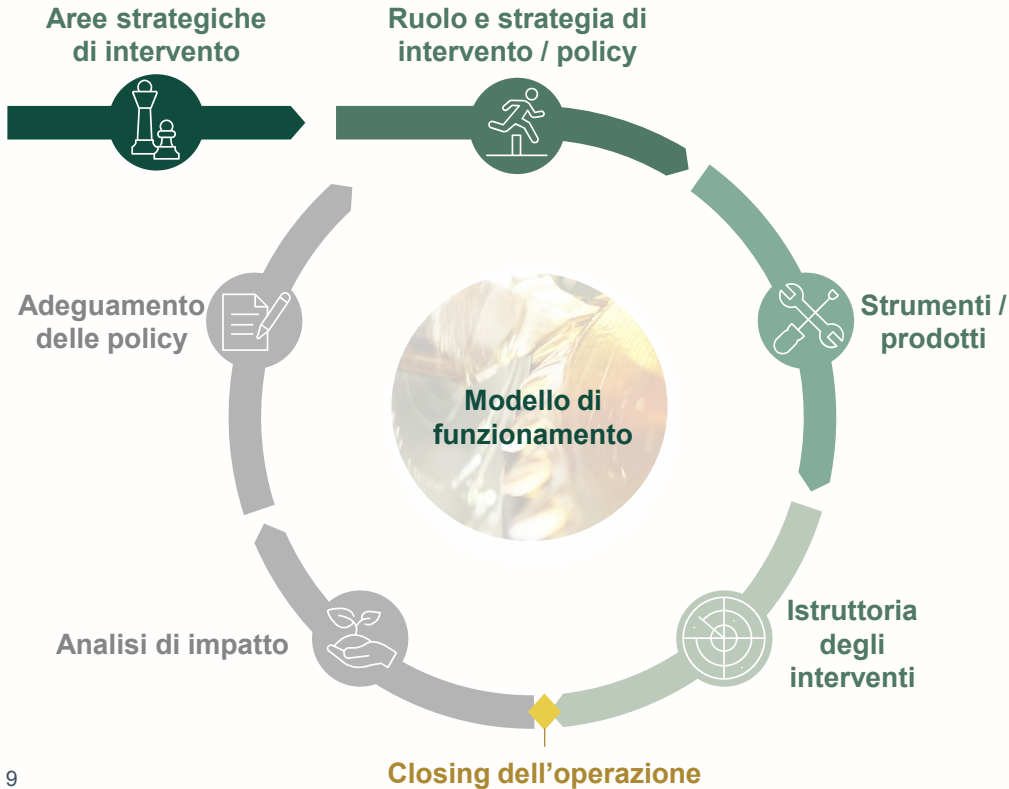 Aree strategiche
di intervento
Ruolo e strategia di
intervento / policy
Strumenti /
prodotti
Istruttoria
degli
interventi
Closing dell’operazione
Analisi di impatto
Adeguamento
delle policy
Modello di
funzionamento
9